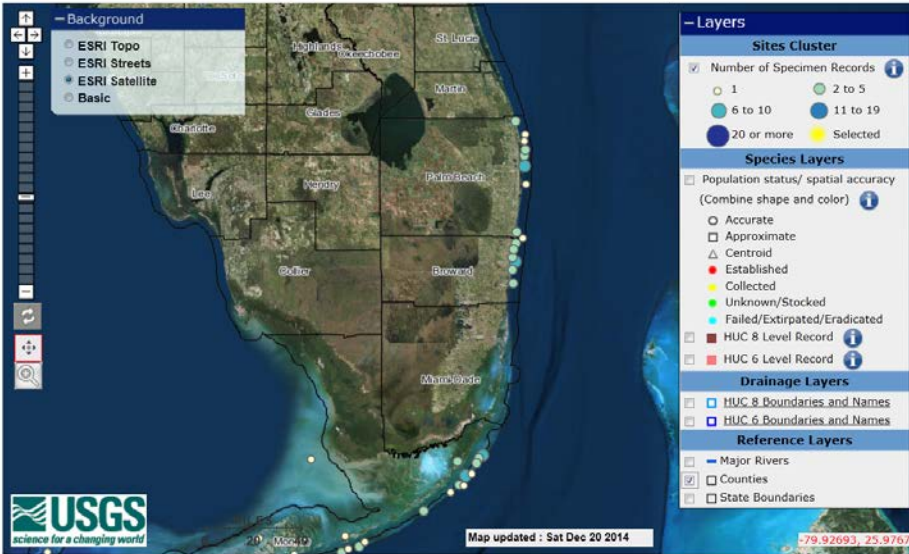 Background
ESRI Topo
ESRI Streets
ESRI Satellite
Basic
Highlands
Okeechobee
St. Lucie
Martin
Charlotte
Glades
Lee
Hendry
Palm Beach
Collier
Broward
Miami-Dade
Layers
Sites Cluster
Number of Specimen Records
1
2 to 5
6 to 10
11 to 19
20 or more
Selected
Species Layers
Population status/ spatial accuracy
(Combine shape and color)
Accurate
Approximate
Centroid
Established
Collected
Unknown/Stocked
Failed/Extirpated/Eradicated
HUC 8 Level Record
HUC 6 Level Record
Drainage Layers
HUC 8 Boundaries and Names
HUC 6 Boundaries and Names
Reference Layers
Major Rivers
Counties
State Boundaries
USGS
science for a changing world
Map updated : Sat Dec 20 2014
-79.92693, 25.9767